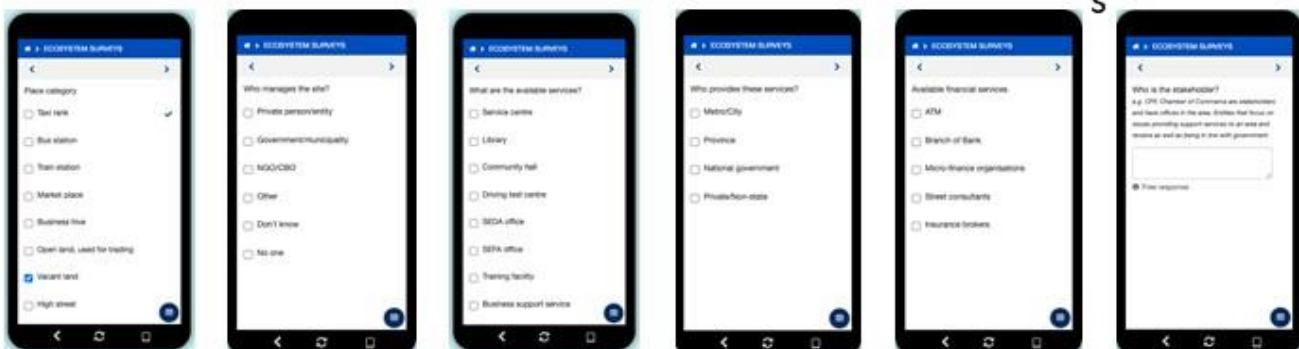 s
ECOSYSTEM SURVEYS
Place category
Taxi rank
Bus station
Train station
Market place
Business hive
Open land, used for trading
Vacant land
High street
ECOSYSTEM SURVEYS
Who manages the site?
Private person/entity
Government/municipality
NGO/CBO
Other
Don't know
No one
ECOSYSTEM SURVEYS
What are the available services?
Service centre
Library
Community hall
Driving test centre
SEDA office
SEFA office
Training facility
Business support service
ECOSYSTEM SURVEYS
Who provides these services?
Metro/City
Province
National government
Private/Non-state
ECOSYSTEM SURVEYS
Available financial services
ATM
Branch of Bank
Micro-finance organisations
Street consultants
Insurance brokers
ECOSYSTEM SURVEYS
Who is the stakeholder?
e.g. CPF, Chamber of Commerce are stakeholders
and have offices in the area. Entities that focus on
issues providing support services to an area and
remains as well as being in line with government
Free response